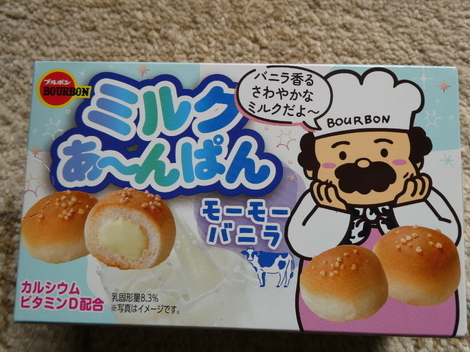 ブルボン
BOURBON
ミルク
あ～んぱん
バニラ香る
さわやかな
ミルクだよ～
BOURBON
モーモー
バニラ
カルシウム
ビタミンD配合
乳固形量8.3%
※写真はイメージです。